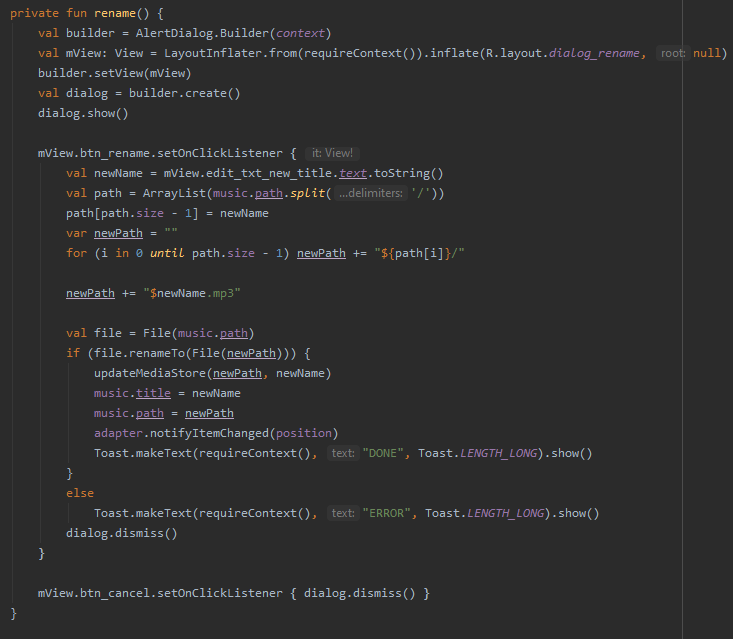 private fun rename() {
    val builder = AlertDialog.Builder(context)
    val mView: View = LayoutInflater.from(requireContext()).inflate(R.layout.dialog_rename, root: null)
    builder.setView(mView)
    val dialog = builder.create()
    dialog.show()

    mView.btn_rename.setOnClickListener { it: View!
        val newName = mView.edit_txt_new_title.text.toString()
        val path = ArrayList(music.path.split( ...delimiters: '/'))
        path[path.size - 1] = newName
        var newPath = ""
        for (i in 0 until path.size - 1) newPath += "${path[i]}/"

        newPath += "$newName.mp3"

        val file = File(music.path)
        if (file.renameTo(File(newPath))) {
            updateMediaStore(newPath, newName)
            music.title = newName
            music.path = newPath
            adapter.notifyItemChanged(position)
            Toast.makeText(requireContext(), text: "DONE", Toast.LENGTH_LONG).show()
        }
        else
            Toast.makeText(requireContext(), text: "ERROR", Toast.LENGTH_LONG).show()
        dialog.dismiss()
    }

    mView.btn_cancel.setOnClickListener { dialog.dismiss() }
}